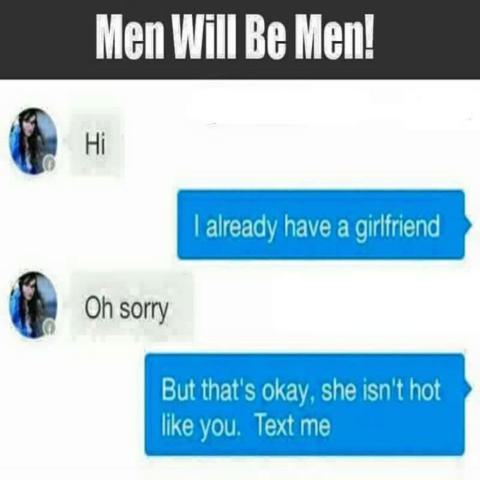 Men Will Be Men!
Hi
I already have a girlfriend
Oh sorry
But that's okay, she isn't hot
like you. Text me